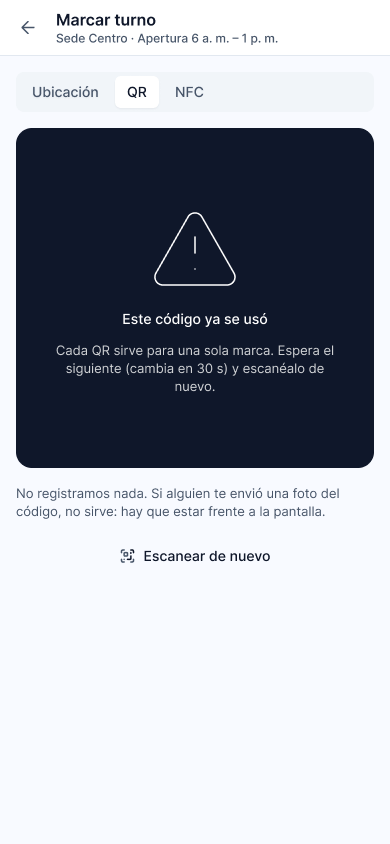 Marcar turno
Sede Centro · Apertura 6 a. m. – 1 p. m.
Ubicación
QR
NFC
Este código ya se usó
Cada QR sirve para una sola marca. Espera el
siguiente (cambia en 30 s) y escanéalo de
nuevo.
No registramos nada. Si alguien te envió una foto del
código, no sirve: hay que estar frente a la pantalla.
Escanear de nuevo